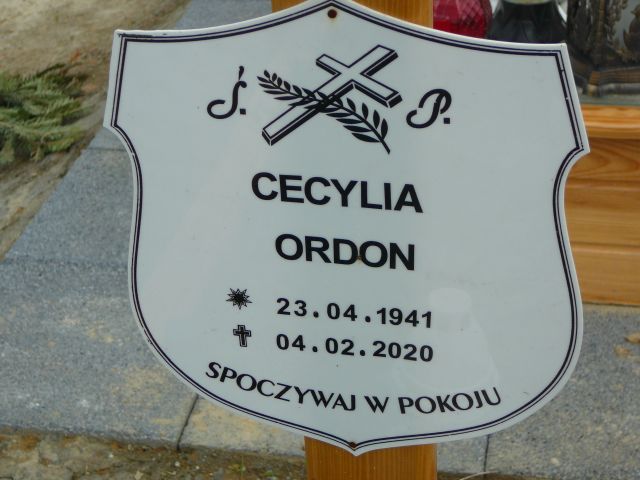 Ś. P.
CECYLIA
ORDON
23.04.1941
04.02.2020
SPOCZYWAJ W POKOJU